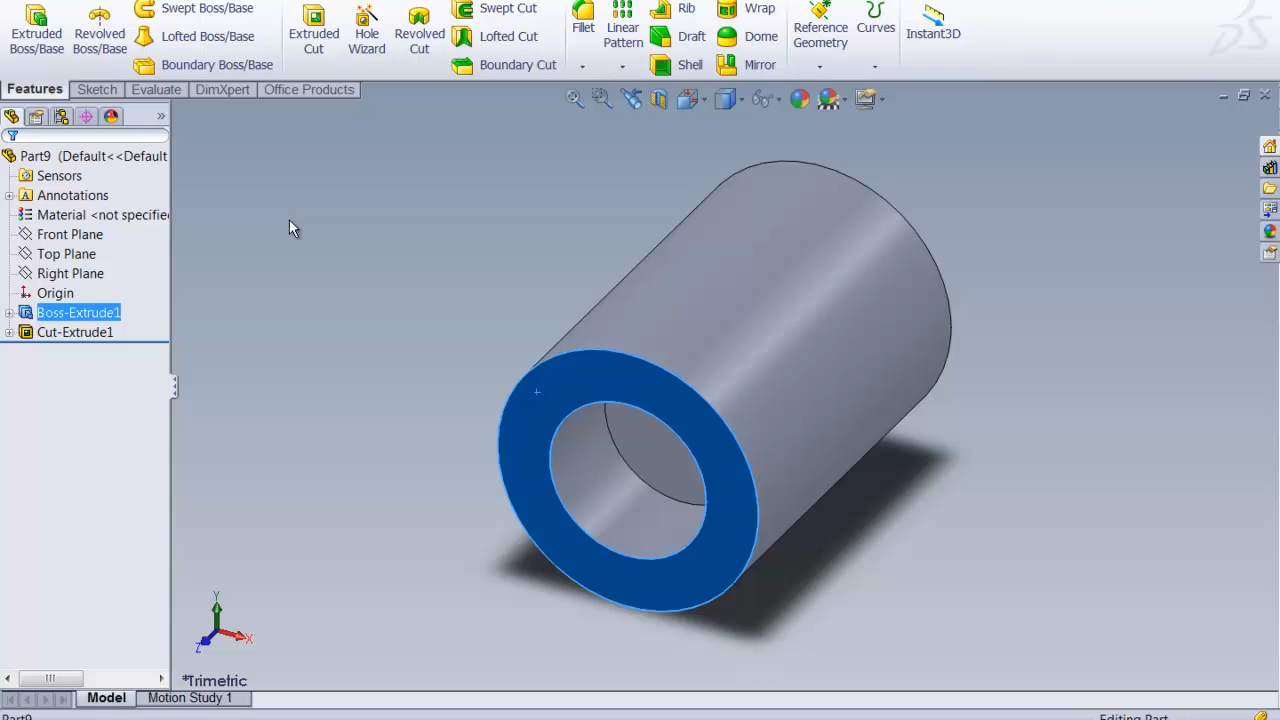 Swept Boss/Base
Swept Cut
Rib
Wrap
Extruded Boss/Base
Revolved Boss/Base
Lofted Boss/Base
Extruded Cut
Hole Wizard
Revolved Cut
Lofted Cut
Fillet
Linear Pattern
Draft
Dome
Reference Geometry
Curves
Instant3D
Boundary Boss/Base
Boundary Cut
Shell
Mirror
Features
Sketch
Evaluate
DimXpert
Office Products
Part9 (Default<<Default
Sensors
Annotations
Material <not specifie
Front Plane
Top Plane
Right Plane
Origin
Boss-Extrude1
Cut-Extrude1
Y
X
Z
*Trimetric
Model
Motion Study 1
Part9
Editing Part